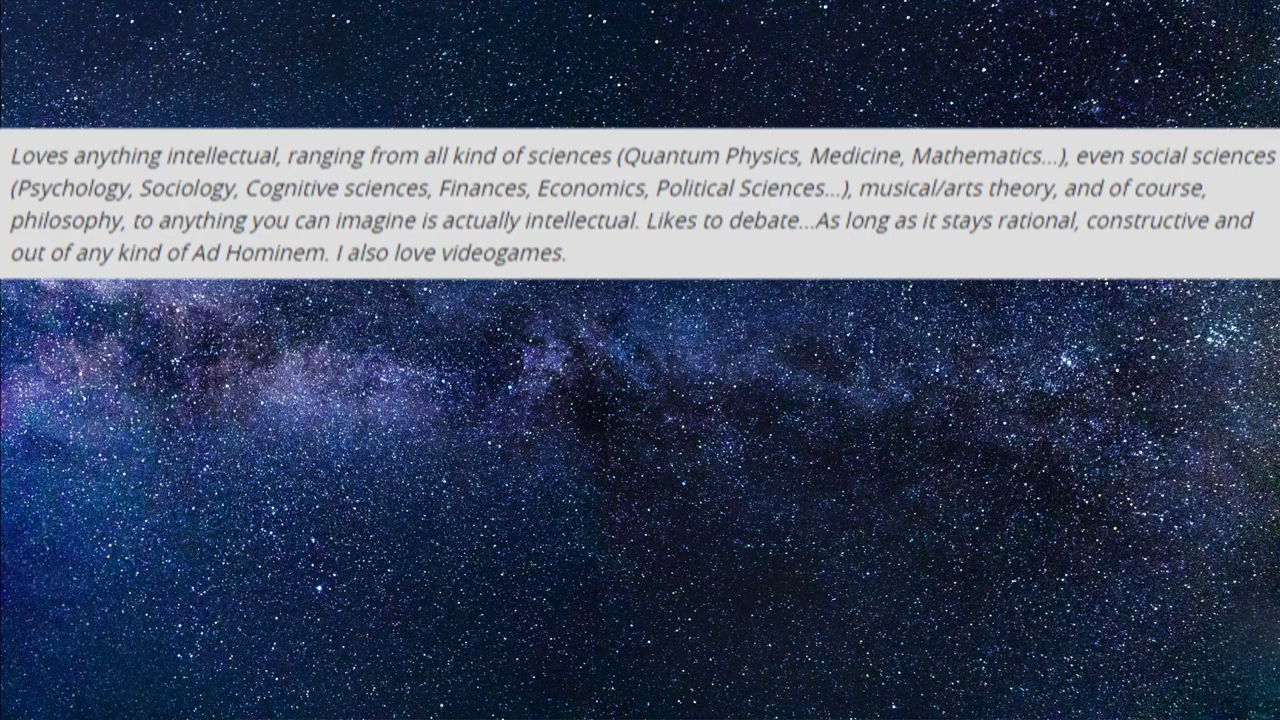 Loves anything intellectual, ranging from all kind of sciences (Quantum Physics, Medicine, Mathematics...), even social sciences
(Psychology, Sociology, Cognitive sciences, Finances, Economics, Political Sciences...), musical/arts theory, and of course,
philosophy, to anything you can imagine is actually intellectual. Likes to debate...As long as it stays rational, constructive and
out of any kind of Ad Hominem. I also love videogames.